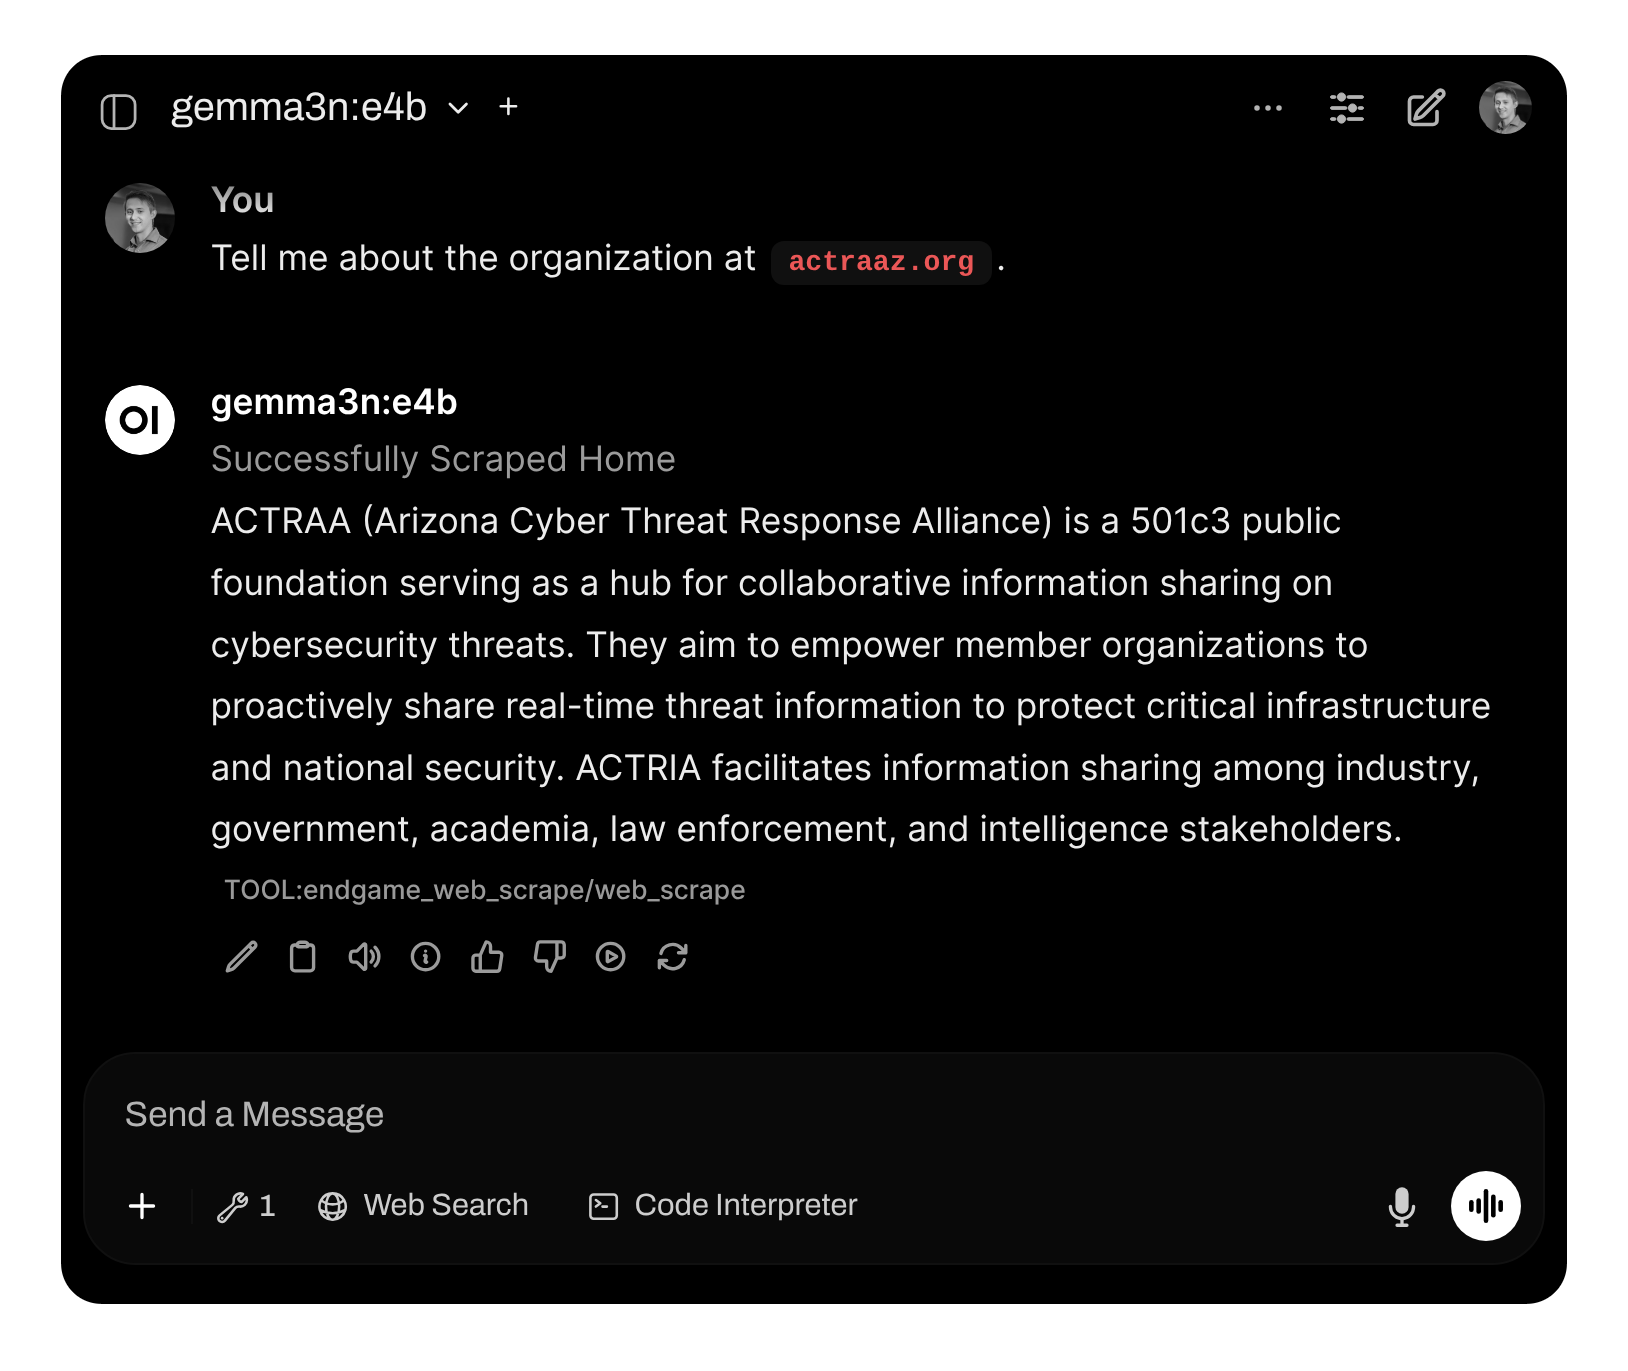 gemma3n:e4b
You
Tell me about the organization at actraaz.org.
OI
gemma3n:e4b
Successfully Scraped Home
ACTRAA (Arizona Cyber Threat Response Alliance) is a 501c3 public
foundation serving as a hub for collaborative information sharing on
cybersecurity threats. They aim to empower member organizations to
proactively share real-time threat information to protect critical infrastructure
and national security. ACTRIA facilitates information sharing among industry,
government, academia, law enforcement, and intelligence stakeholders.
TOOL:endgame_web_scrape/web_scrape
Send a Message
1 Web Search Code Interpreter